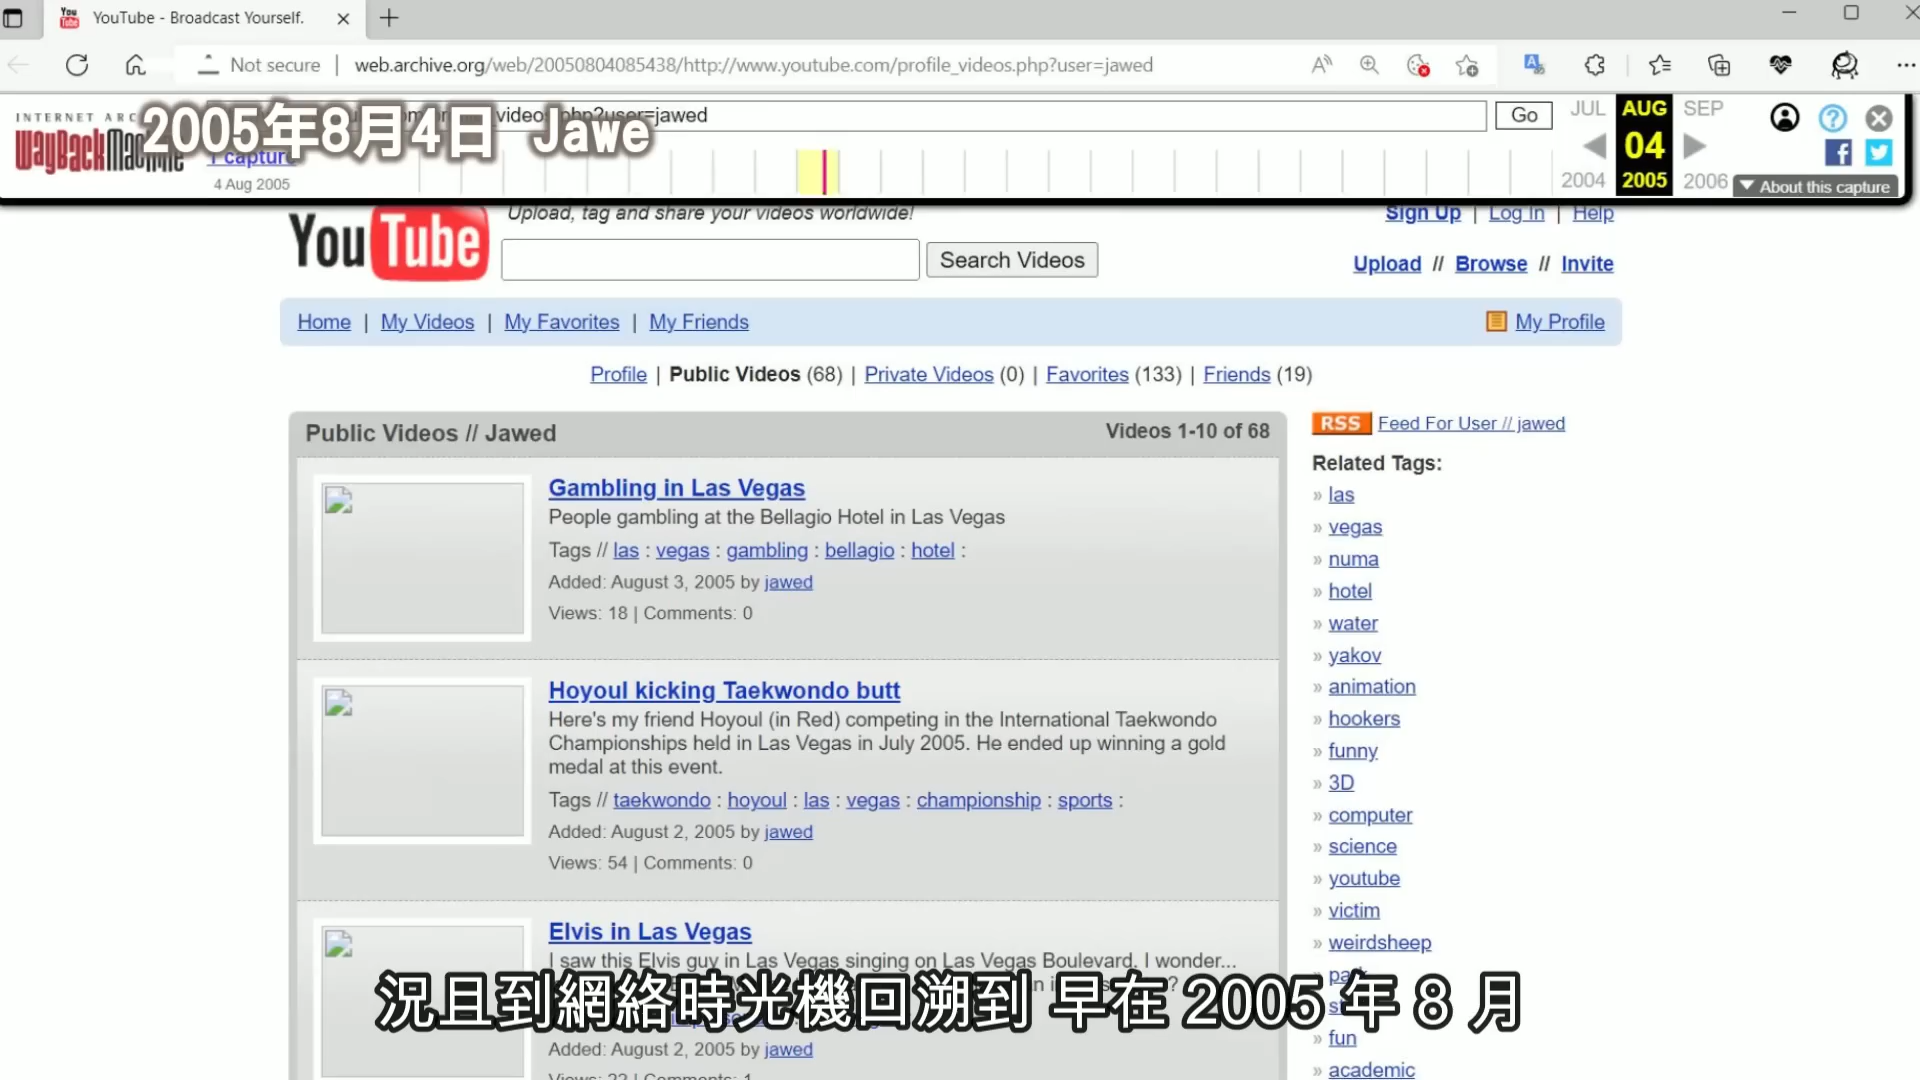 YouTube - Broadcast Yourself.
Not secure | web.archive.org/web/20050804085438/http://www.youtube.com/profile_videos.php?user=jawed
INTERNET ARC
WayBackMachine
2005年8月4日 Jawe
videos.php?user=jawed
Go
JUL AUG SEP
1 capture
04
4 Aug 2005
2004 2005 2006
About this capture
YouTube
Upload, tag and share your videos worldwide!
Sign Up | Log In | Help
Search Videos
Upload // Browse // Invite
Home | My Videos | My Favorites | My Friends
My Profile
Profile | Public Videos (68) | Private Videos (0) | Favorites (133) | Friends (19)
Public Videos // Jawed
Videos 1-10 of 68
Gambling in Las Vegas
People gambling at the Bellagio Hotel in Las Vegas
Tags // las : vegas : gambling : bellagio : hotel :
Added: August 3, 2005 by jawed
Views: 18 | Comments: 0
Hoyoul kicking Taekwondo butt
Here's my friend Hoyoul (in Red) competing in the International Taekwondo
Championships held in Las Vegas in July 2005. He ended up winning a gold
medal at this event.
Tags // taekwondo : hoyoul : las : vegas : championship : sports :
Added: August 2, 2005 by jawed
Views: 54 | Comments: 0
Elvis in Las Vegas
I saw this Elvis guy in Las Vegas singing on Las Vegas Boulevard. I wonder...
Added: August 2, 2005 by jawed
Views: 22 | Comments: 1
RSS Feed For User // jawed
Related Tags:
» las
» vegas
» numa
» hotel
» water
» yakov
» animation
» hookers
» funny
» 3D
» computer
» science
» youtube
» victim
» weirdsheep
» fun
» academic
況且到網絡時光機回溯到 早在 2005 年 8 月